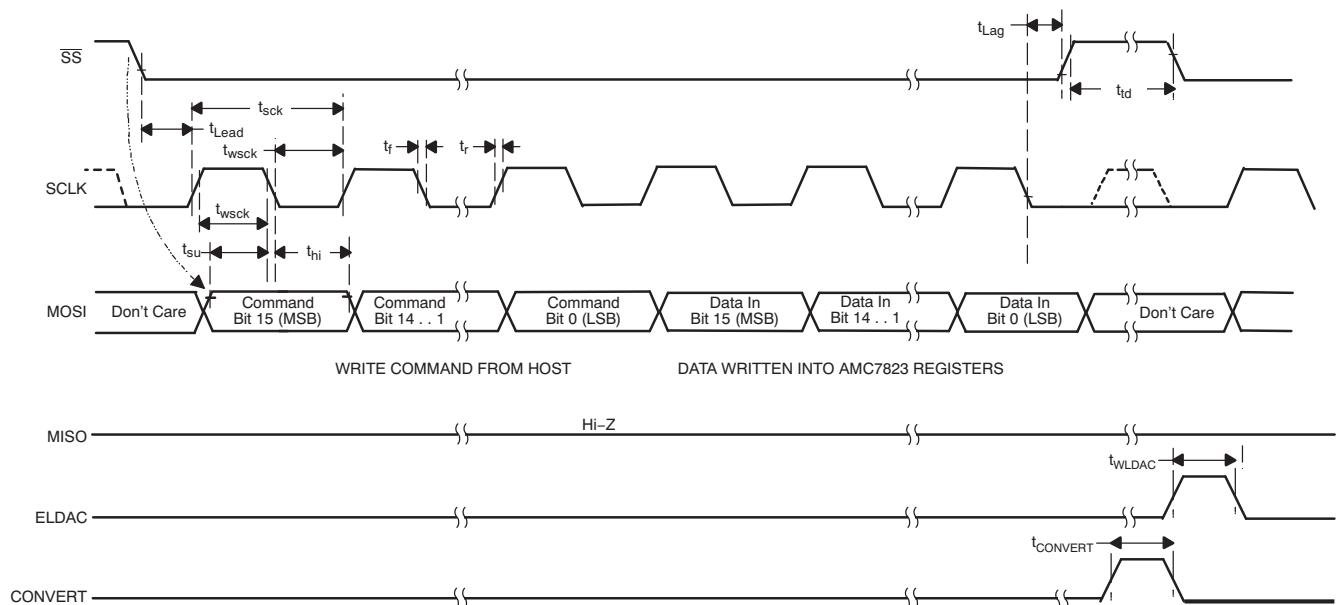 t_Lag
SS
t_td
t_sck
t_Lead
t_wsck
t_f
t_r
SCLK
t_wsck
t_su
t_hi
MOSI
Don't Care
Command
Bit 15 (MSB)
Command
Bit 14 . . 1
Command
Bit 0 (LSB)
Data In
Bit 15 (MSB)
Data In
Bit 14 . . 1
Data In
Bit 0 (LSB)
Don't Care
WRITE COMMAND FROM HOST
DATA WRITTEN INTO AMC7823 REGISTERS
Hi–Z
MISO
t_WLDAC
ELDAC
t_CONVERT
CONVERT